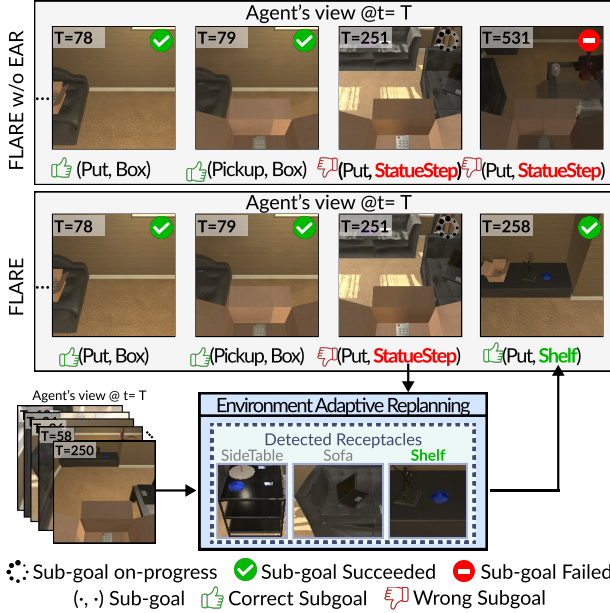 Agent's view @t= T
FLARE w/o EAR
T=78
T=79
T=251
T=531
...
(Put, Box)
(Pickup, Box)
(Put, StatueStep)
(Put, StatueStep)
Agent's view @t= T
FLARE
T=78
T=79
T=251
T=258
...
(Put, Box)
(Pickup, Box)
(Put, StatueStep)
(Put, Shelf)
Agent's view @ t= T
T=58
T=250
...
Environment Adaptive Replanning
Detected Receptacles
SideTable
Sofa
Shelf
Sub-goal on-progress
Sub-goal Succeeded
Sub-goal Failed
(·, ·) Sub-goal
Correct Subgoal
Wrong Subgoal